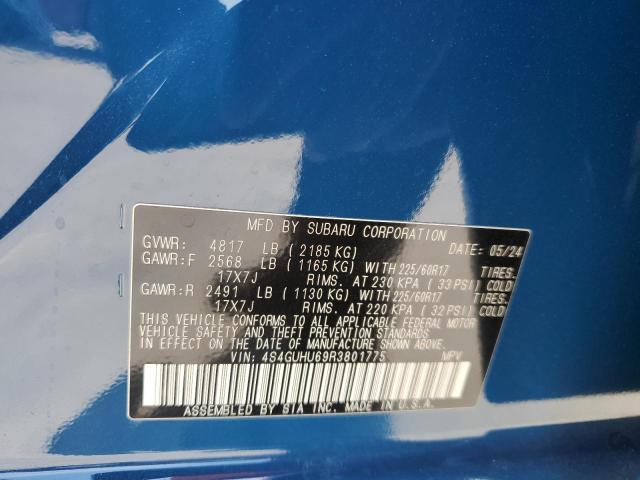 MFD BY SUBARU CORPORATION
GVWR: 4817 LB (2185 KG) DATE: 05/24
GAWR:F 2568 LB (1165 KG) WITH 225/60R17 TIRES.
17X7J RIMS. AT 230 KPA (33 PSI) COLD
GAWR:R 2491 LB (1130 KG) WITH 225/60R17 TIRES.
17X7J RIMS. AT 220 KPA (32 PSI) COLD
THIS VEHICLE CONFORMS TO ALL APPLICABLE FEDERAL MOTOR
VEHICLE SAFETY AND THEFT PREVENTION STANDARDS
IN EFFECT ON THE DATE OF MANUFACTURE SHOWN ABOVE.
VIN: 4S4GUHU69R3801775 MPV
ASSEMBLED BY SIA INC. MADE IN U.S.A.